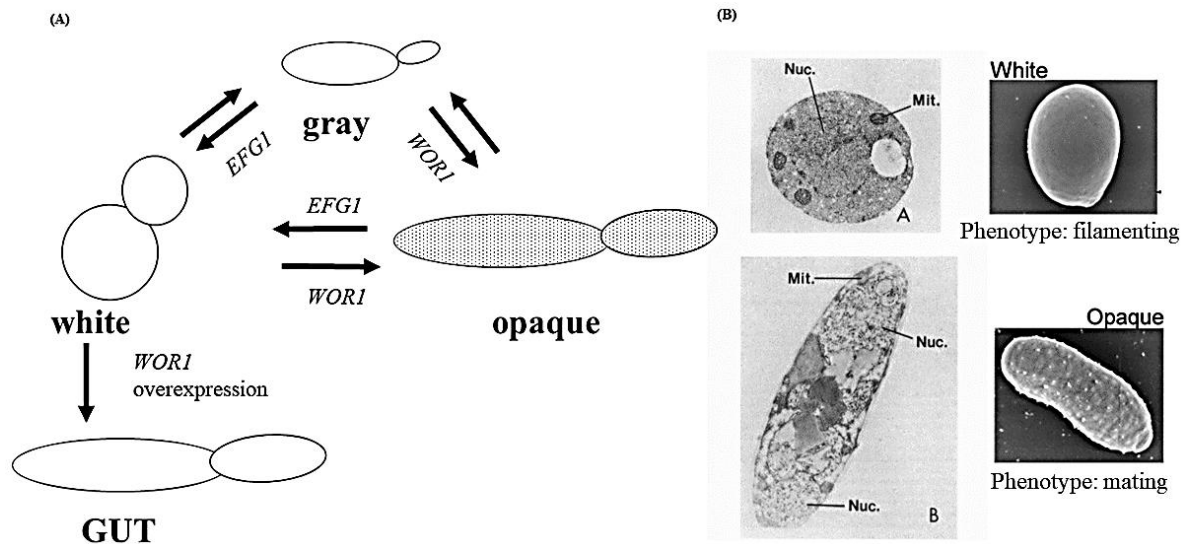 (A)
gray
EFG1
WOR1
EFG1
WOR1
white
opaque
WOR1
overexpression
GUT
(B)
Nuc.
Mit.
A
White
Phenotype: filamenting
Mit.
Nuc.
Nuc.
B
Opaque
Phenotype: mating